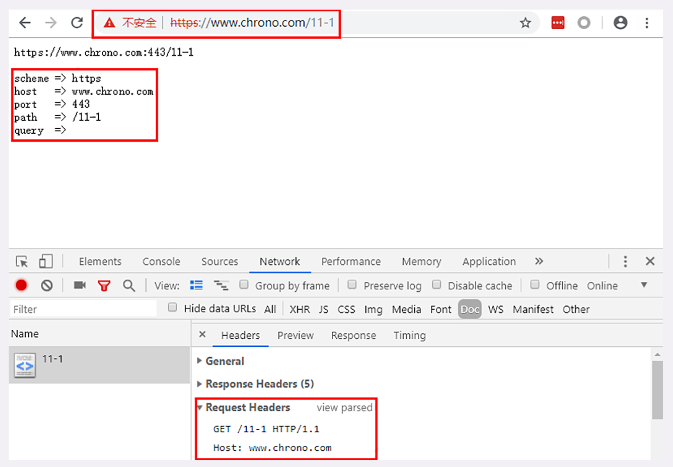 不安全 https://www.chrono.com/11-1
https://www.chrono.com:443/11-1
scheme => https
host => www.chrono.com
port => 443
path => /11-1
query =>
Elements Console Sources Network Performance Memory Application »
View: Group by frame Preserve log Disable cache Offline Online
Filter Hide data URLs All XHR JS CSS Img Media Font Doc WS Manifest Other
Name
× Headers Preview Response Timing
11-1
General
Response Headers (5)
Request Headers view parsed
GET /11-1 HTTP/1.1
Host: www.chrono.com